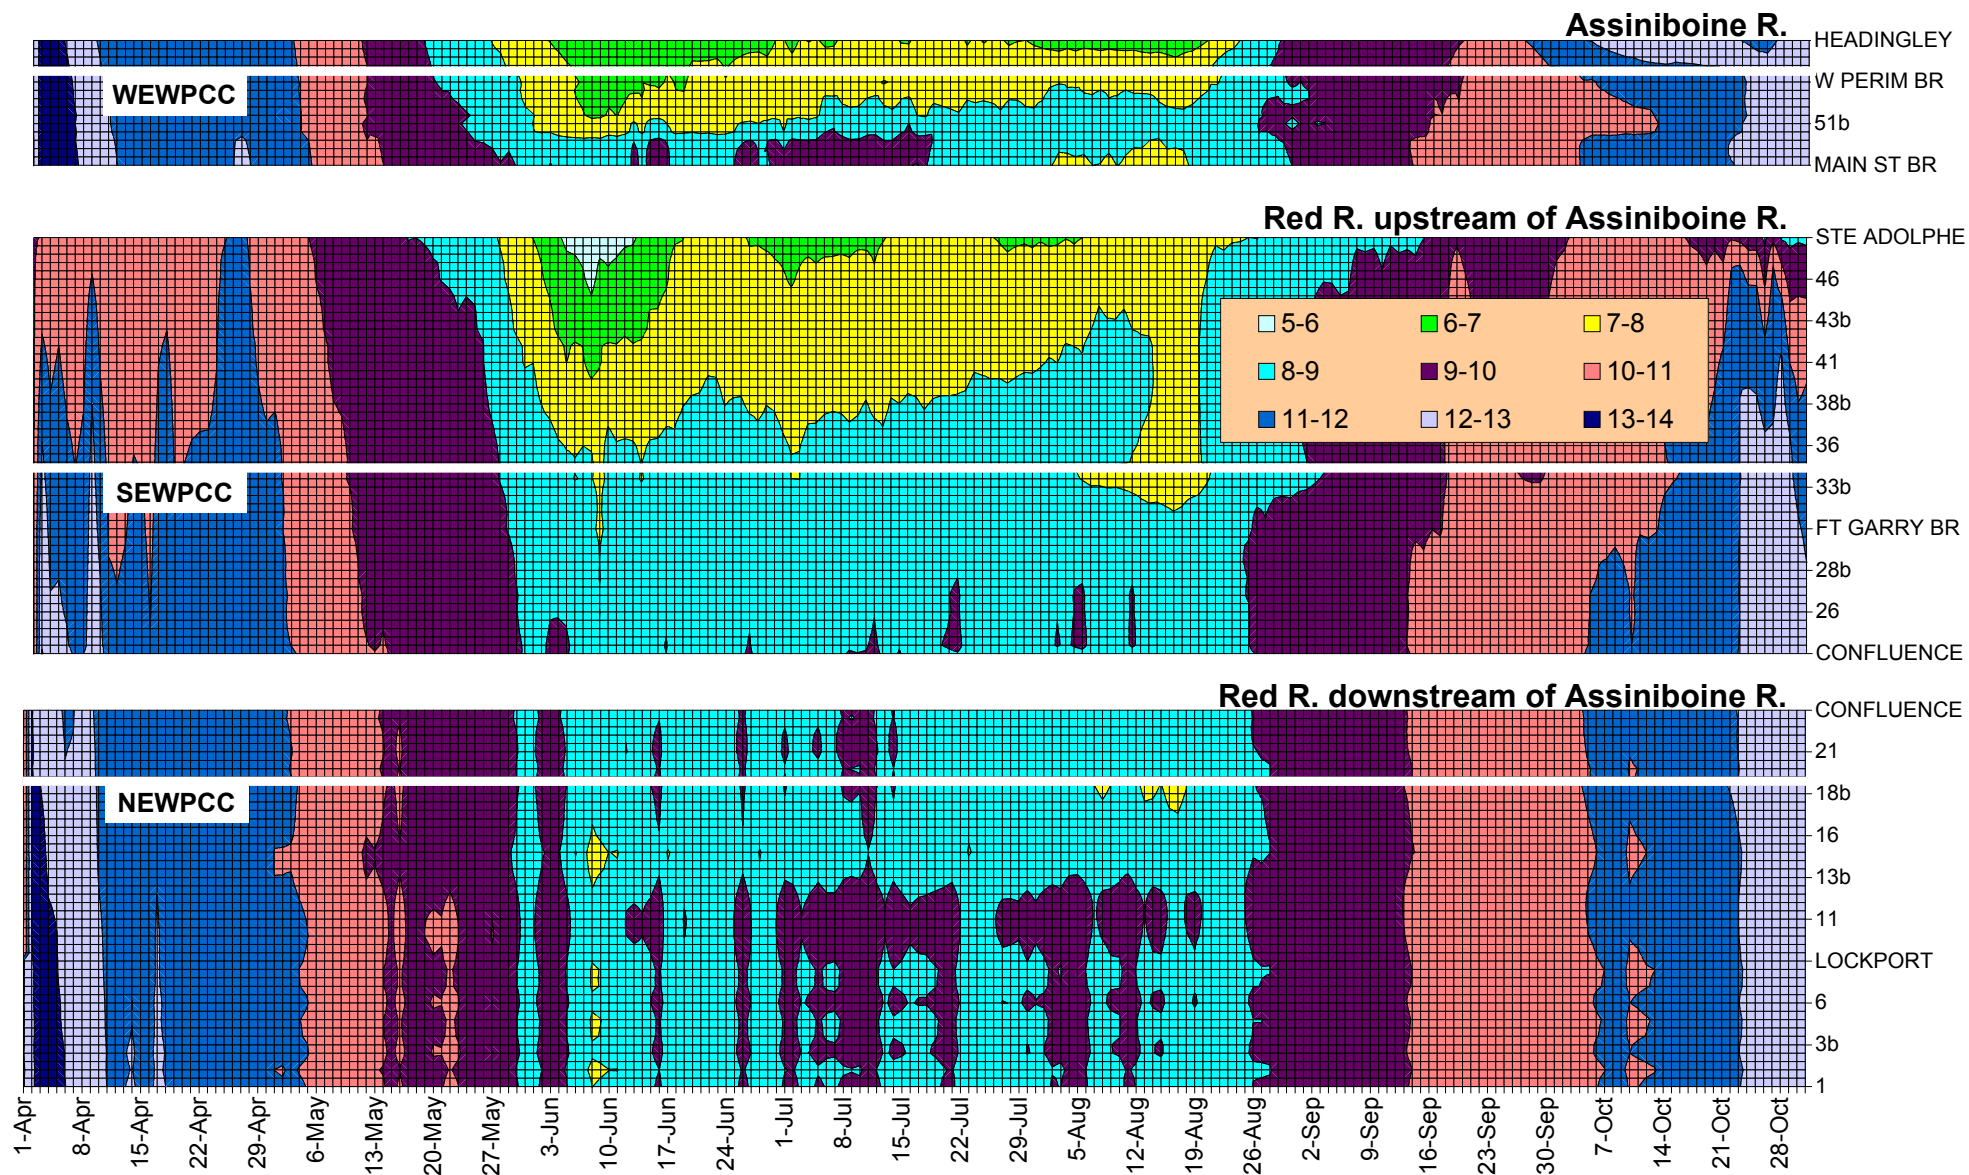 Assiniboine R.
HEADINGLEY
WEWPCC
W PERIM BR
51b
MAIN ST BR
Red R. upstream of Assiniboine R.
STE ADOLPHE
46
5-6 6-7 7-8
43b
8-9 9-10 10-11
41
11-12 12-13 13-14
38b
36
SEWPCC
33b
FT GARRY BR
28b
26
CONFLUENCE
Red R. downstream of Assiniboine R.
CONFLUENCE
21
NEWPCC
18b
16
13b
11
LOCKPORT
6
3b
1
1-Apr 8-Apr 15-Apr 22-Apr 29-Apr 6-May 13-May 20-May 27-May 3-Jun 10-Jun 17-Jun 24-Jun 1-Jul 8-Jul 15-Jul 22-Jul 29-Jul 5-Aug 12-Aug 19-Aug 26-Aug 2-Sep 9-Sep 16-Sep 23-Sep 30-Sep 7-Oct 14-Oct 21-Oct 28-Oct